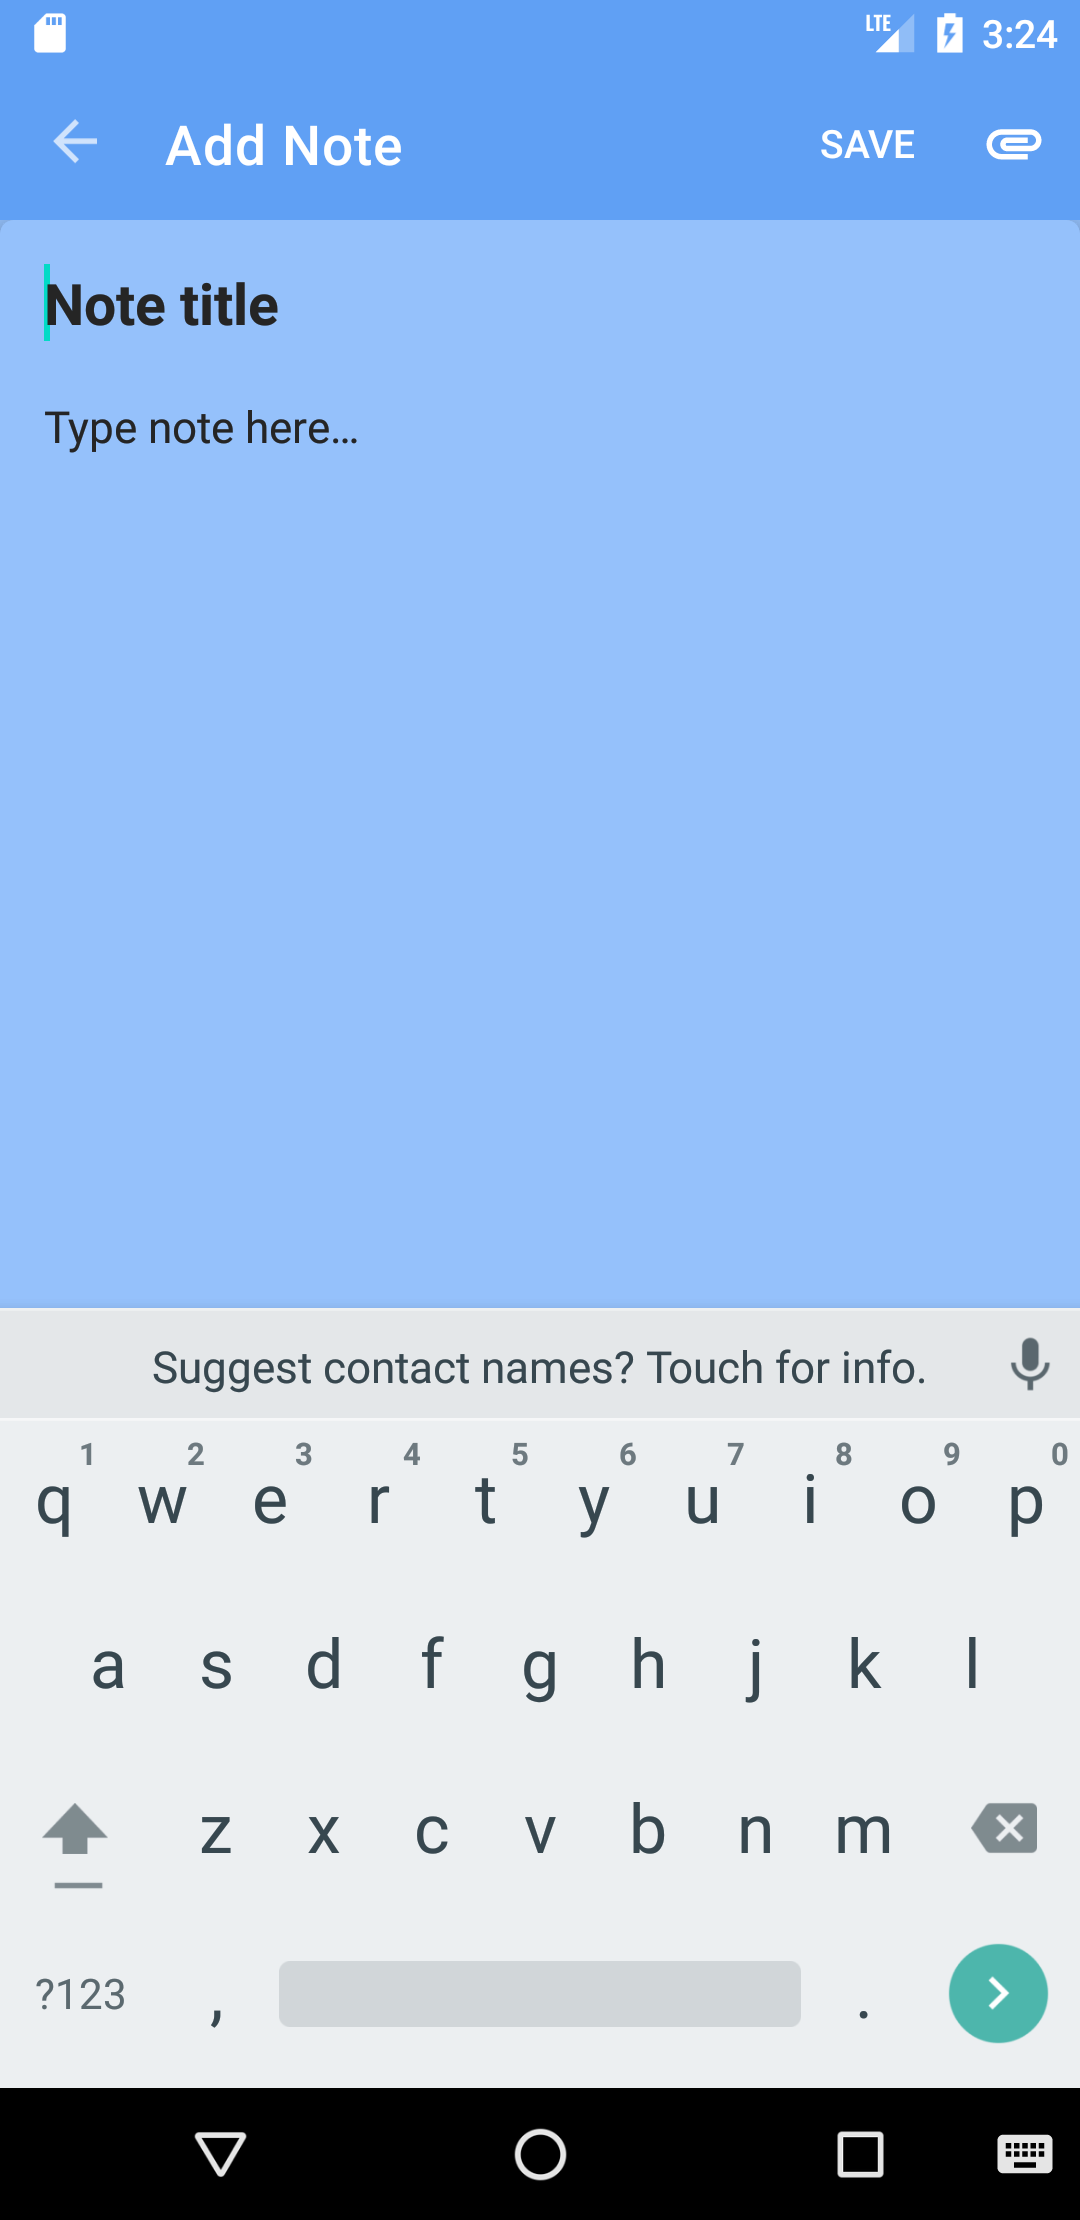 LTE 3:24
Add Note SAVE
Note title
Type note here...
Suggest contact names? Touch for info.
1 2 3 4 5 6 7 8 9 0
q w e r t y u i o p
a s d f g h j k l
z x c v b n m
?123 , .